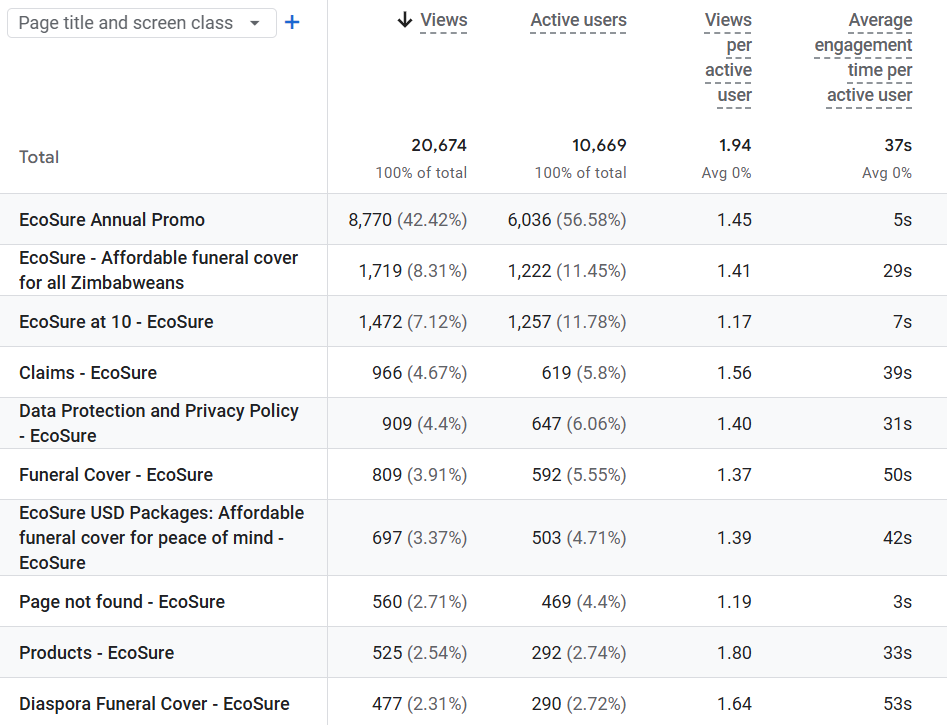 Page title and screen class
Views
Active users
Views
per
active
user
Average
engagement
time per
active user
Total
20,674
100% of total
10,669
100% of total
1.94
Avg 0%
37s
Avg 0%
EcoSure Annual Promo 8,770 (42.42%) 6,036 (56.58%) 1.45 5s
EcoSure - Affordable funeral cover
for all Zimbabweans
1,719 (8.31%) 1,222 (11.45%) 1.41 29s
EcoSure at 10 - EcoSure 1,472 (7.12%) 1,257 (11.78%) 1.17 7s
Claims - EcoSure 966 (4.67%) 619 (5.8%) 1.56 39s
Data Protection and Privacy Policy
- EcoSure
909 (4.4%) 647 (6.06%) 1.40 31s
Funeral Cover - EcoSure 809 (3.91%) 592 (5.55%) 1.37 50s
EcoSure USD Packages: Affordable
funeral cover for peace of mind -
EcoSure
697 (3.37%) 503 (4.71%) 1.39 42s
Page not found - EcoSure 560 (2.71%) 469 (4.4%) 1.19 3s
Products - EcoSure 525 (2.54%) 292 (2.74%) 1.80 33s
Diaspora Funeral Cover - EcoSure 477 (2.31%) 290 (2.72%) 1.64 53s